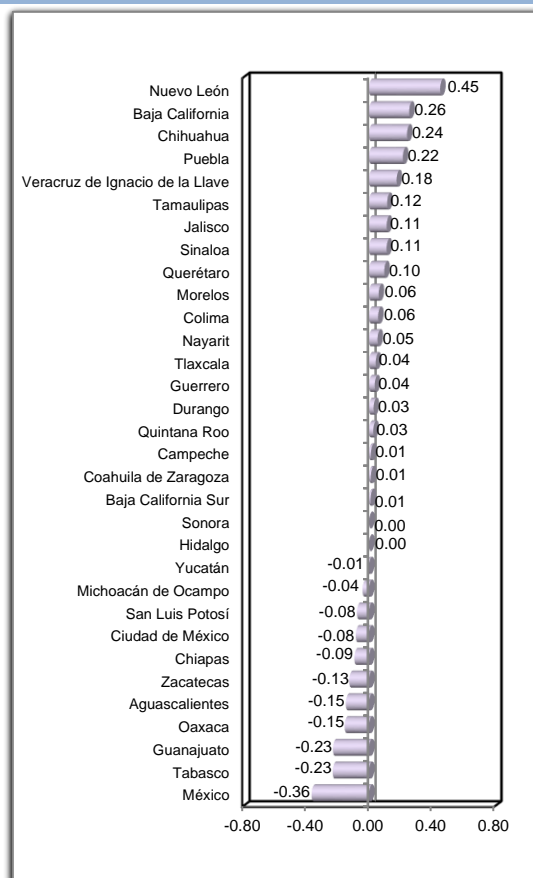 Nuevo León 0.45
Baja California 0.26
Chihuahua 0.24
Puebla 0.22
Veracruz de Ignacio de la Llave 0.18
Tamaulipas 0.12
Jalisco 0.11
Sinaloa 0.11
Querétaro 0.10
Morelos 0.06
Colima 0.06
Nayarit 0.05
Tlaxcala 0.04
Guerrero 0.04
Durango 0.03
Quintana Roo 0.03
Campeche 0.01
Coahuila de Zaragoza 0.01
Baja California Sur 0.01
Sonora 0.00
Hidalgo 0.00
Yucatán -0.01
Michoacán de Ocampo -0.04
San Luis Potosí -0.08
Ciudad de México -0.08
Chiapas -0.09
Zacatecas -0.13
Aguascalientes -0.15
Oaxaca -0.15
Guanajuato -0.23
Tabasco -0.23
México -0.36
-0.80 -0.40 0.00 0.40 0.80